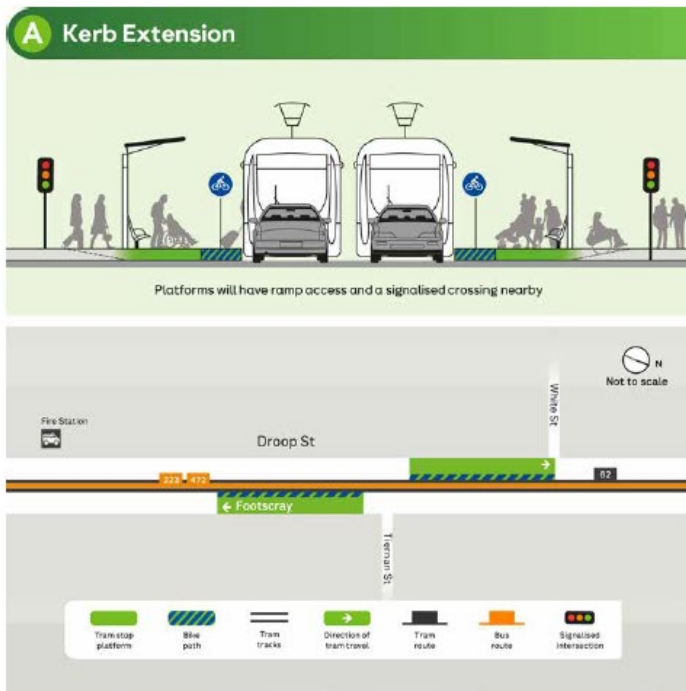 A Kerb Extension
Platforms will have ramp access and a signalised crossing nearby
N
Not to scale
White St
Fire Station
Droop St
223 472
82
Footscray
Tiernan St
Tram stop
platform
Bike
path
Tram
tracks
Direction of
tram travel
Tram
route
Bus
route
Signalised
intersection